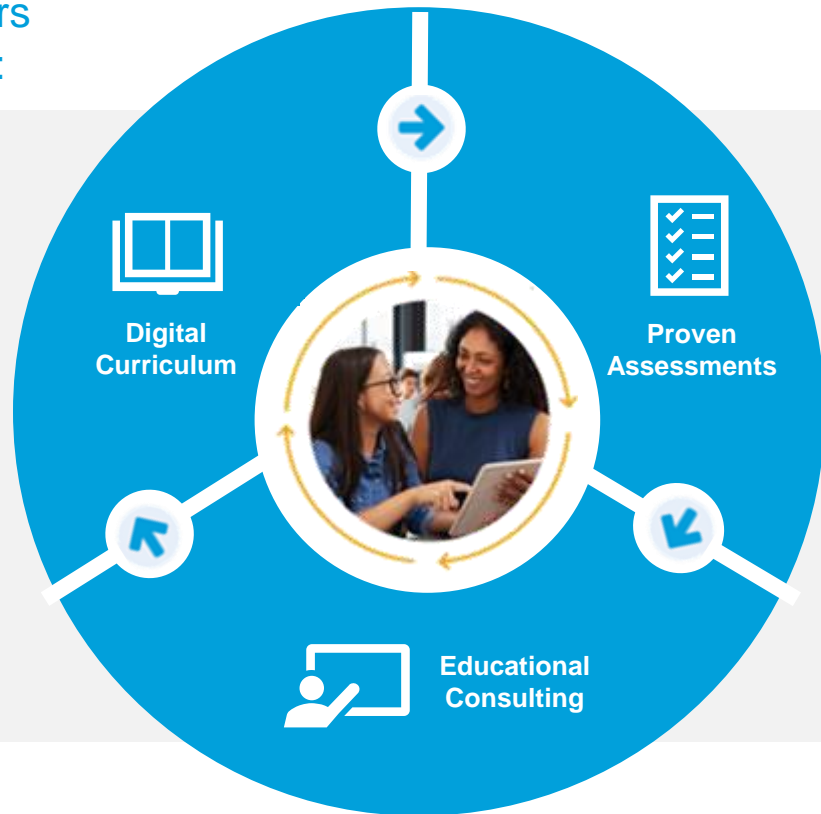 Digital
Curriculum
Proven
Assessments
Educational
Consulting